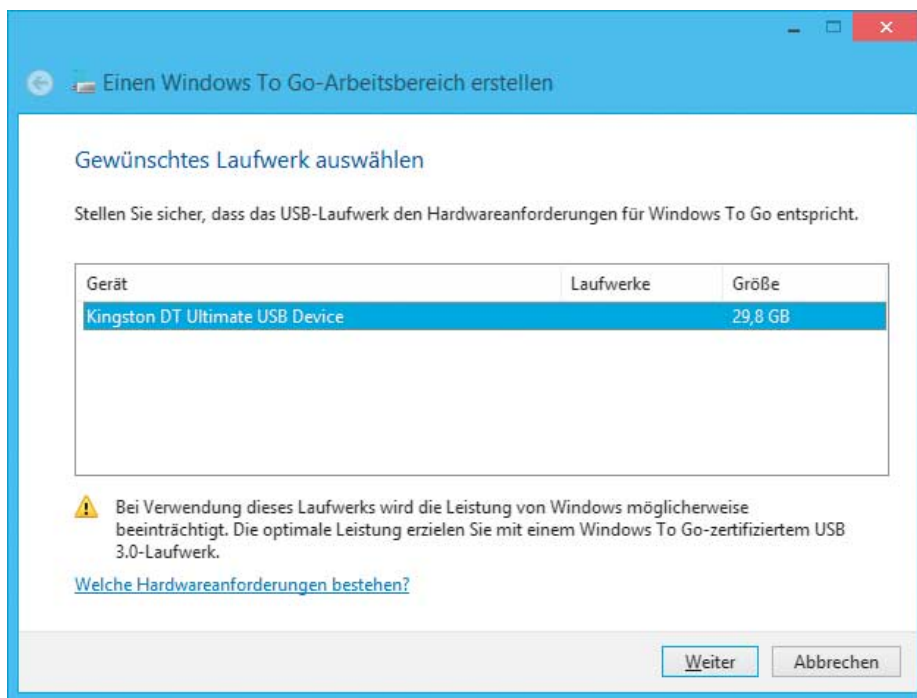 Einen Windows To Go-Arbeitsbereich erstellen
Gewünschtes Laufwerk auswählen
Stellen Sie sicher, dass das USB-Laufwerk den Hardwareanforderungen für Windows To Go entspricht.
Gerät Laufwerke Größe
Kingston DT Ultimate USB Device 29,8 GB
Bei Verwendung dieses Laufwerks wird die Leistung von Windows möglicherweise
beeinträchtigt. Die optimale Leistung erzielen Sie mit einem Windows To Go-zertifiziertem USB
3.0-Laufwerk.
Welche Hardwareanforderungen bestehen?
Weiter Abbrechen